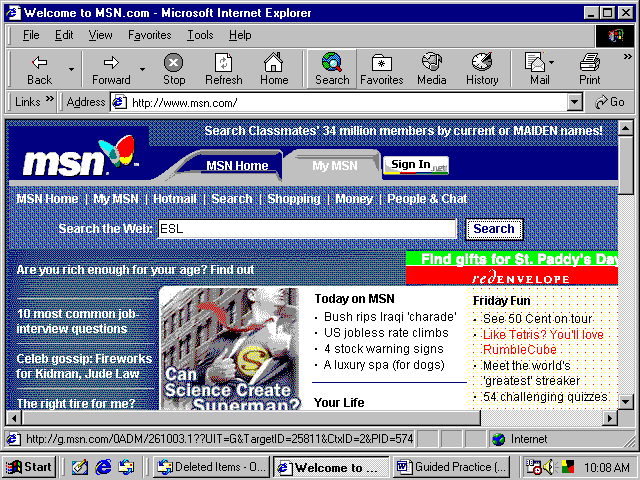 Welcome to MSN.com - Microsoft Internet Explorer
File Edit View Favorites Tools Help
Back Forward Stop Refresh Home Search Favorites Media History Mail Print »
Links » Address http://www.msn.com/ Go
Search Classmates' 34 million members by current or MAIDEN names!
msn MSN Home My MSN Sign In .net
MSN Home | My MSN | Hotmail | Search | Shopping | Money | People & Chat
Search the Web: ESL Search
Find gifts for St. Paddy's Day
redENVELOPE
Are you rich enough for your age? Find out
10 most common job-
interview questions
Celeb gossip: Fireworks
for Kidman, Jude Law
The right tire for me?
Can
Science Create
Superman?
Today on MSN
· Bush rips Iraqi 'charade'
· US jobless rate climbs
· 4 stock warning signs
· A luxury spa (for dogs)
Your Life
Friday Fun
· See 50 Cent on tour
· Like Tetris? You'll love
RumbleCube
· Meet the world's
'greatest' streaker
· 54 challenging quizzes
http://g.msn.com/0ADM/261003.1??UIT=G&TargetID=25811&CtxID=2&PID=574 Internet
Start Deleted Items - O... Welcome to ... Guided Practice (... 10:08 AM